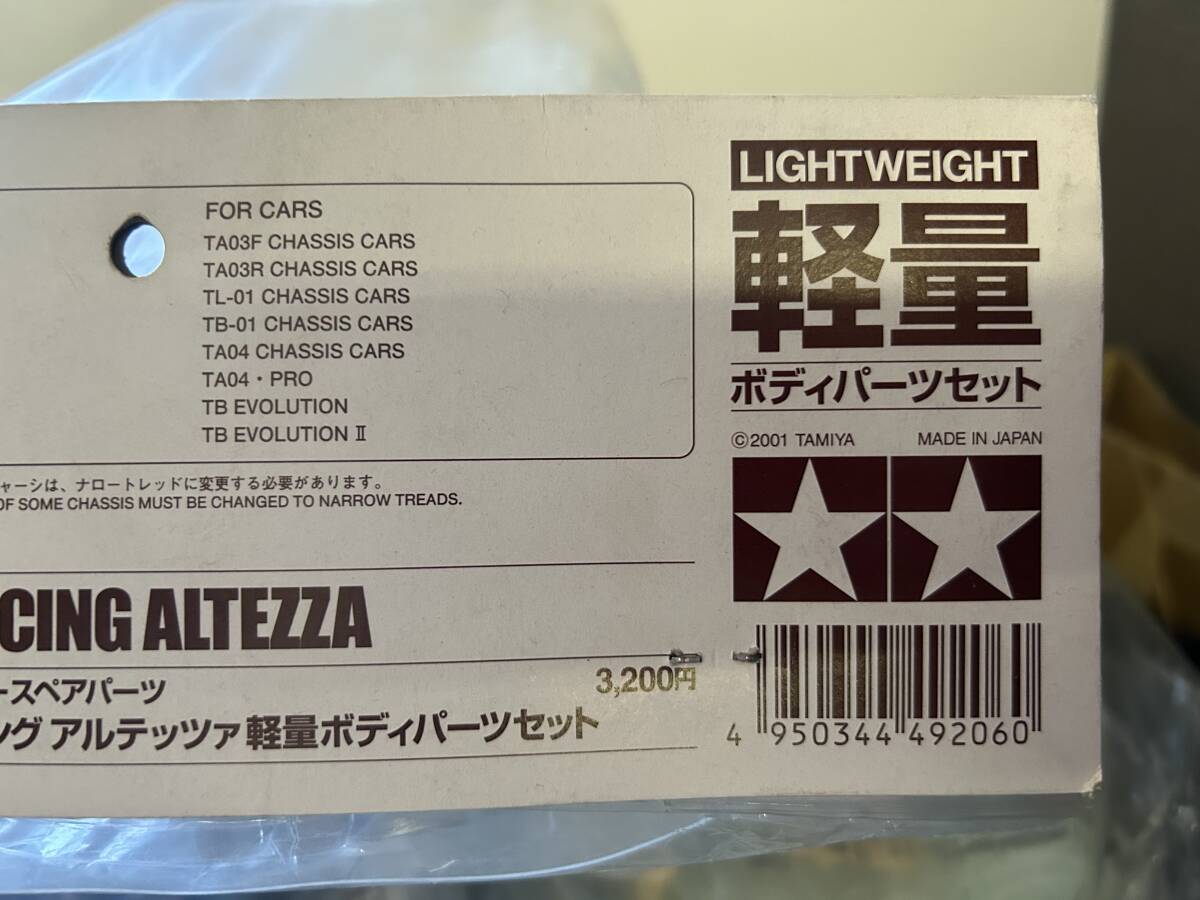 FOR CARS
TA03F CHASSIS CARS
TA03R CHASSIS CARS
TL-01 CHASSIS CARS
TB-01 CHASSIS CARS
TA04 CHASSIS CARS
TA04・PRO
TB EVOLUTION
TB EVOLUTION Ⅱ
ャーシは、ナロートレッドに変更する必要があります。
OF SOME CHASSIS MUST BE CHANGED TO NARROW TREADS.
CING ALTEZZA
ースペアパーツ
3,200円
ング アルテッツァ 軽量ボディパーツセット
LIGHTWEIGHT
軽量
ボディパーツセット
©2001 TAMIYA MADE IN JAPAN
4 950344 492060